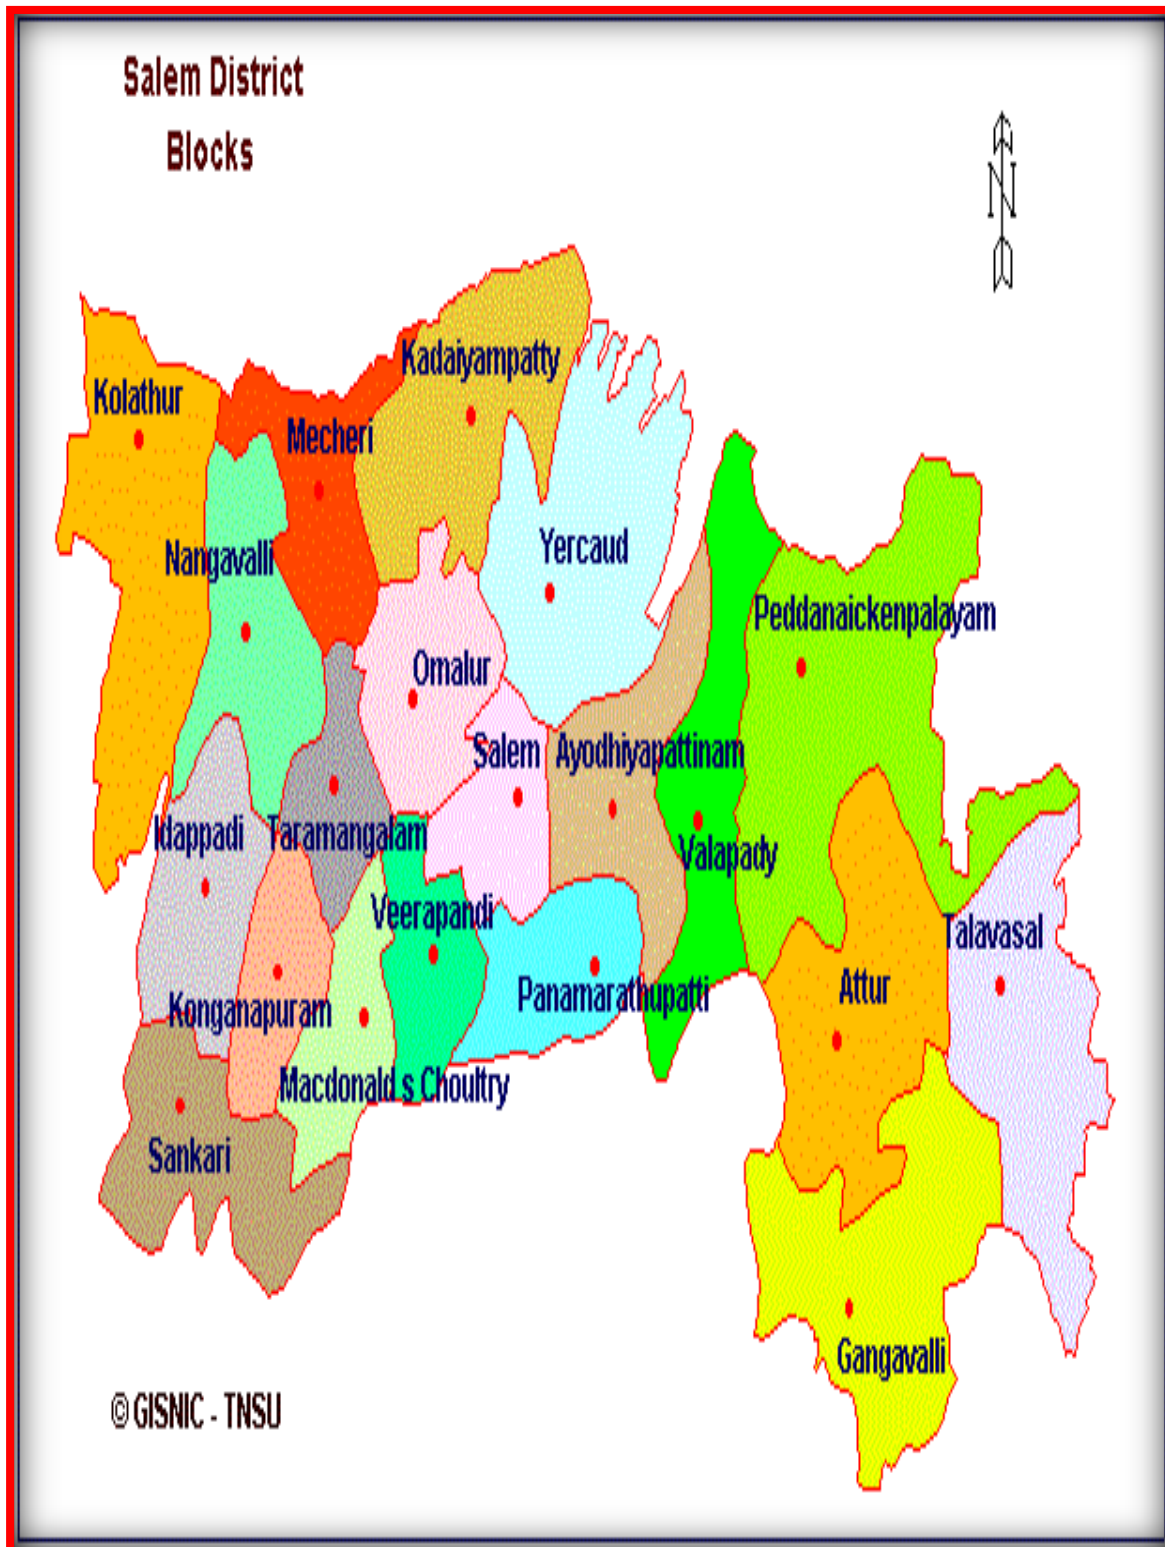 Salem District
Blocks
N
Kadaiyampatty
Kolathur
Mecheri
Yercaud
Nangavalli
Peddanaickenpalayam
Omalur
Salem
Ayodhiyapattinam
Idappadi
Taramangalam
Valapady
Veerapandi
Talavasal
Attur
Panamarathupatti
Konganapuram
Macdonald s Choultry
Sankari
Gangavalli
© GISNIC - TNSU